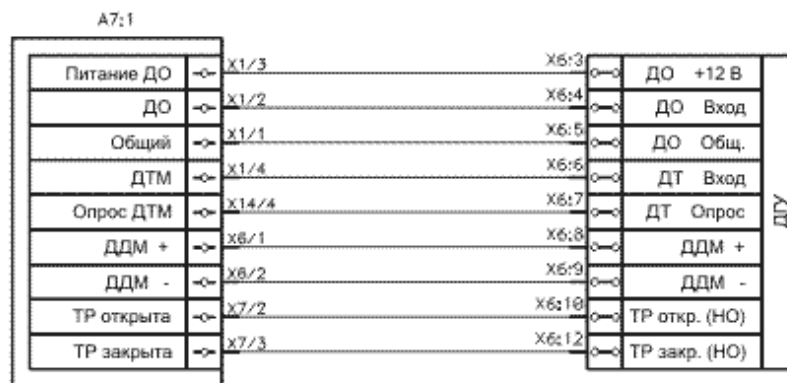 A7:1
Питание ДО X1/3 X6:3 ДО +12 В
ДО X1/2 X6:4 ДО Вход
Общий X1/1 X6:5 ДО Общ.
ДТМ X1/4 X6:6 ДТ Вход
Опрос ДТМ X14/4 X6:7 ДТ Опрос
ДДМ + X6/1 X6:8 ДДМ +
ДДМ - X6/2 X6:9 ДДМ -
ТР открыта X7/2 X6:10 ТР откр. (НО)
ТР закрыта X7/3 X6:12 ТР закр. (НО)
ДГУ